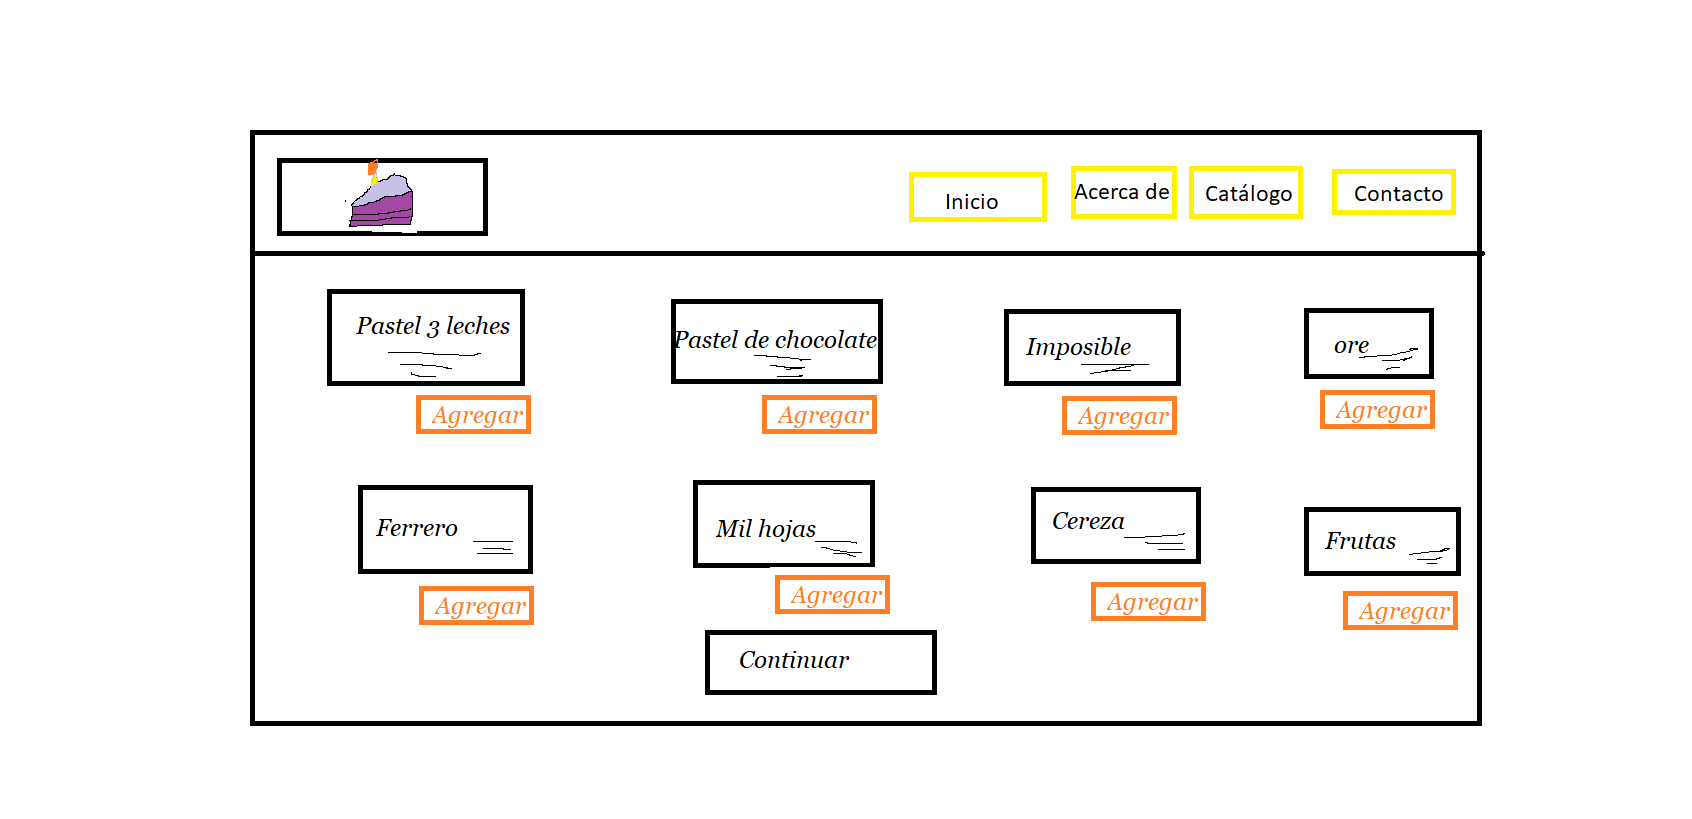 Inicio
Acerca de
Catálogo
Contacto
Pastel 3 leches
Pastel de chocolate
Imposible
ore
Agregar
Agregar
Agregar
Agregar
Ferrero
Mil hojas
Cereza
Frutas
Agregar
Agregar
Agregar
Agregar
Continuar